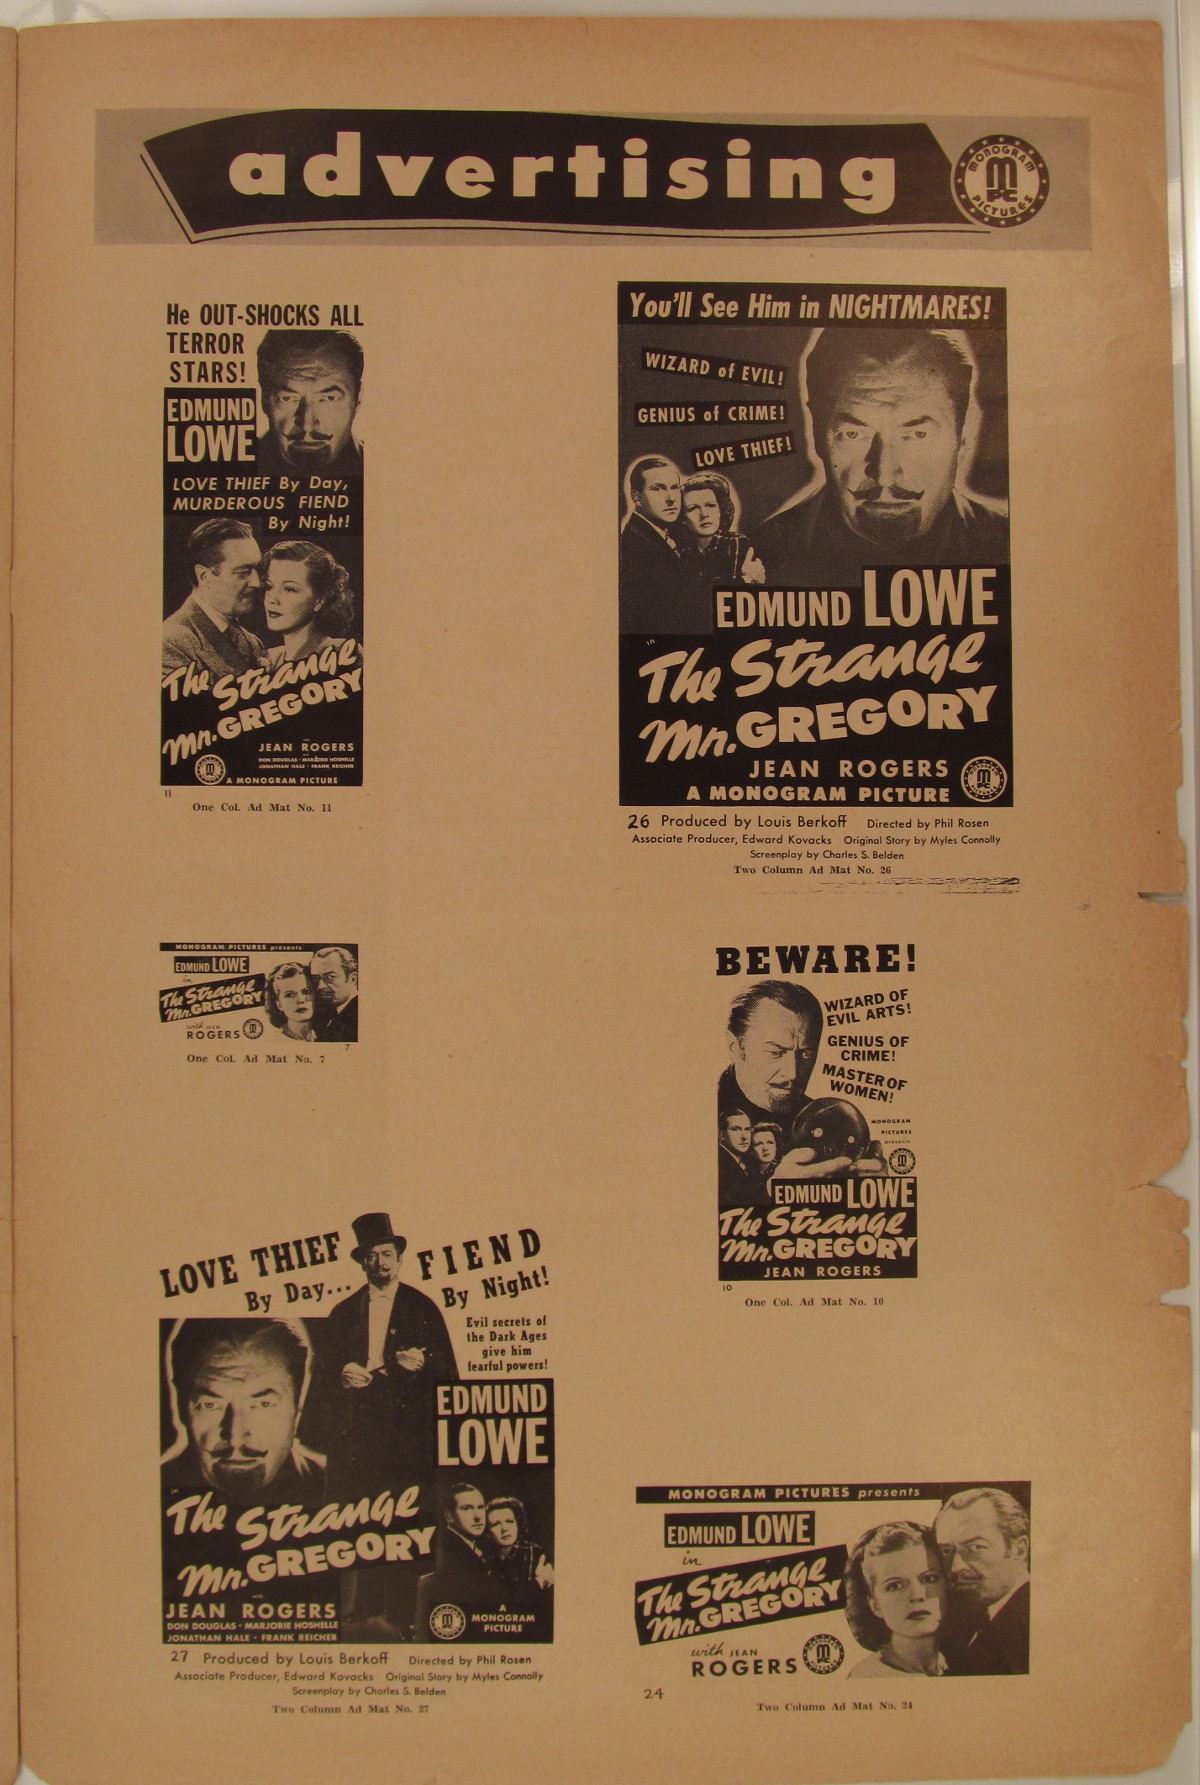 advertising
MONOGRAM
M
PC
PICTURES
He OUT-SHOCKS ALL
TERROR
STARS!
EDMUND
LOWE
LOVE THIEF By Day,
MURDEROUS FIEND
By Night!
The Strange
Mr. GREGORY
JEAN ROGERS
DON DOUGLAS · MARJORIE HOSHELLE
JONATHAN HALE · FRANK REICHER
A MONOGRAM PICTURE
11
One Col. Ad Mat No. 11
You'll See Him in NIGHTMARES!
WIZARD of EVIL!
GENIUS of CRIME!
LOVE THIEF!
EDMUND LOWE
in
The Strange
Mr. GREGORY
JEAN ROGERS
A MONOGRAM PICTURE
26 Produced by Louis Berkoff Directed by Phil Rosen
Associate Producer, Edward Kovacks Original Story by Myles Connolly
Screenplay by Charles S. Belden
Two Column Ad Mat No. 26
MONOGRAM PICTURES presents
EDMUND LOWE
in
The Strange
Mr. GREGORY
with JEAN
ROGERS
7
One Col. Ad Mat No. 7
BEWARE!
WIZARD OF
EVIL ARTS!
GENIUS OF
CRIME!
MASTER OF
WOMEN!
MONOGRAM
PICTURES
presents
EDMUND LOWE
The Strange
Mr. GREGORY
JEAN ROGERS
10
One Col. Ad Mat No. 10
LOVE THIEF
By Day...
FIEND
By Night!
Evil secrets of
the Dark Ages
give him
fearful powers!
EDMUND
LOWE
in
The Strange
Mr. GREGORY
with
JEAN ROGERS
DON DOUGLAS · MARJORIE HOSHELLE
JONATHAN HALE · FRANK REICHER
A
MONOGRAM
PICTURE
27 Produced by Louis Berkoff Directed by Phil Rosen
Associate Producer, Edward Kovacks Original Story by Myles Connolly
Screenplay by Charles S. Belden
Two Column Ad Mat No. 27
MONOGRAM PICTURES presents
EDMUND LOWE
in
The Strange
Mr. GREGORY
with JEAN
ROGERS
24
Two Column Ad Mat No. 24